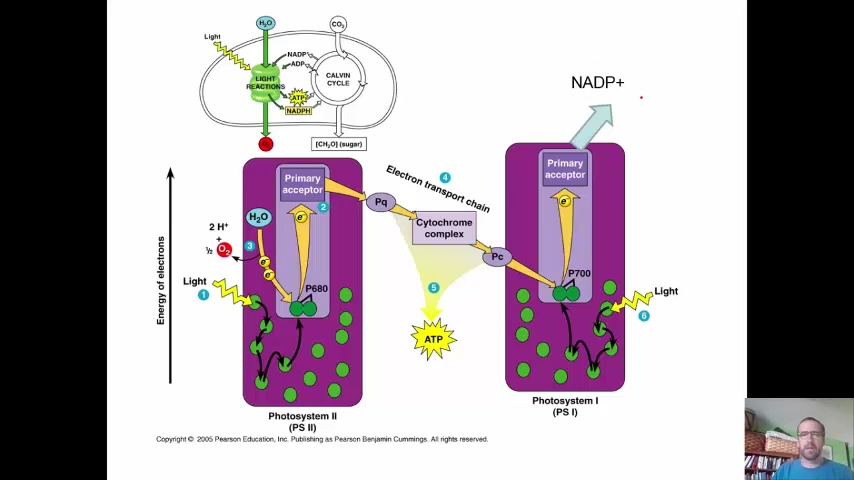 H₂O
CO₂
Light
NADP⁺
ADP
LIGHT
REACTIONS
CALVIN
CYCLE
ATP
NADPH
O₂
[CH₂O] (sugar)
NADP+
Energy of electrons
Primary
acceptor
2
H₂O
2 H⁺
+
½ O₂
3
e⁻
e⁻
e⁻
Light
1
P680
Photosystem II
(PS II)
4
Electron transport chain
Pq
Cytochrome
complex
Pc
5
ATP
Primary
acceptor
e⁻
P700
Light
6
Photosystem I
(PS I)
Copyright © 2005 Pearson Education, Inc. Publishing as Pearson Benjamin Cummings. All rights reserved.